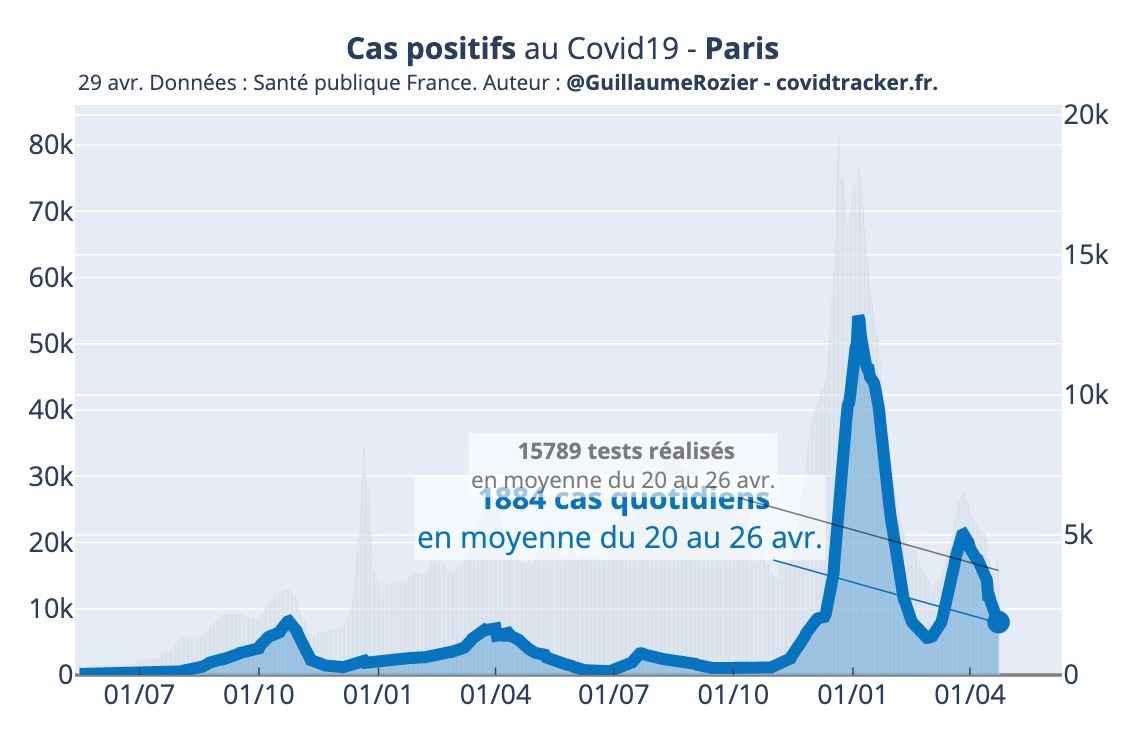 Cas positifs au Covid19 - Paris
29 avr. Données : Santé publique France. Auteur : @GuillaumeRozier - covidtracker.fr.
20k
80k
70k
15k
60k
50k
10k
40k
15789 tests réalisés
30k
en moyenne du 20 au 26 avr.
1884 cas quotidiens
en moyenne du 20 au 26 avr.
5k
20k
10k
0
0
01/07 01/10 01/01 01/04 01/07 01/10 01/01 01/04